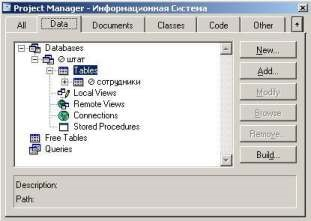 Project Manager - Информационная Система
All Data Documents Classes Code Other
Databases
штат
Tables
сотрудники
Local Views
Remote Views
Connections
Stored Procedures
Free Tables
Queries
New...
Add...
Modify
Browse
Remove...
Build...
Description:
Path: